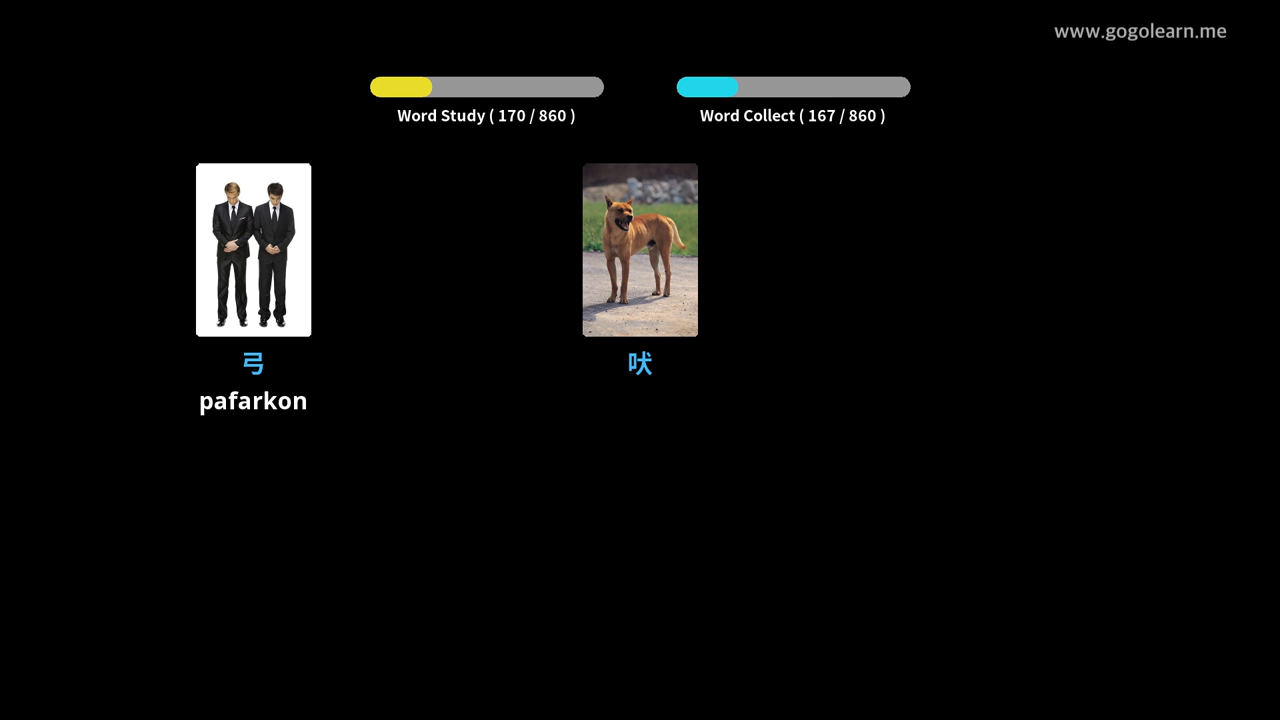 www.gogolearn.me
Word Study ( 170 / 860 )
Word Collect ( 167 / 860 )
弓
吠
pafarkon